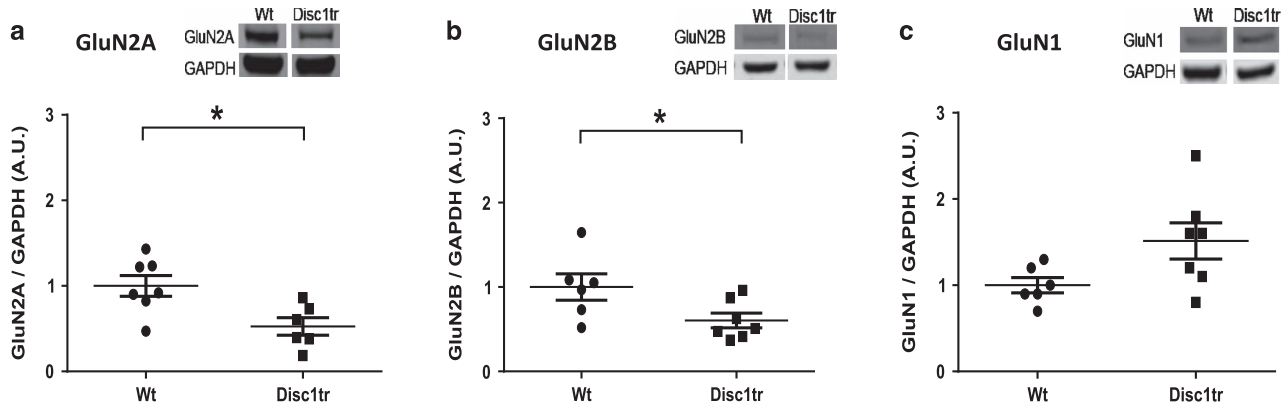 a
GluN2A
Wt Disc1tr
GluN2A
GAPDH
GluN2A / GAPDH (A.U.)
3
2
1
0
*
Wt Disc1tr
b
GluN2B
Wt Disc1tr
GluN2B
GAPDH
GluN2B / GAPDH (A.U.)
3
2
1
0
*
Wt Disc1tr
c
GluN1
Wt Disc1tr
GluN1
GAPDH
GluN1 / GAPDH (A.U.)
3
2
1
0
Wt Disc1tr